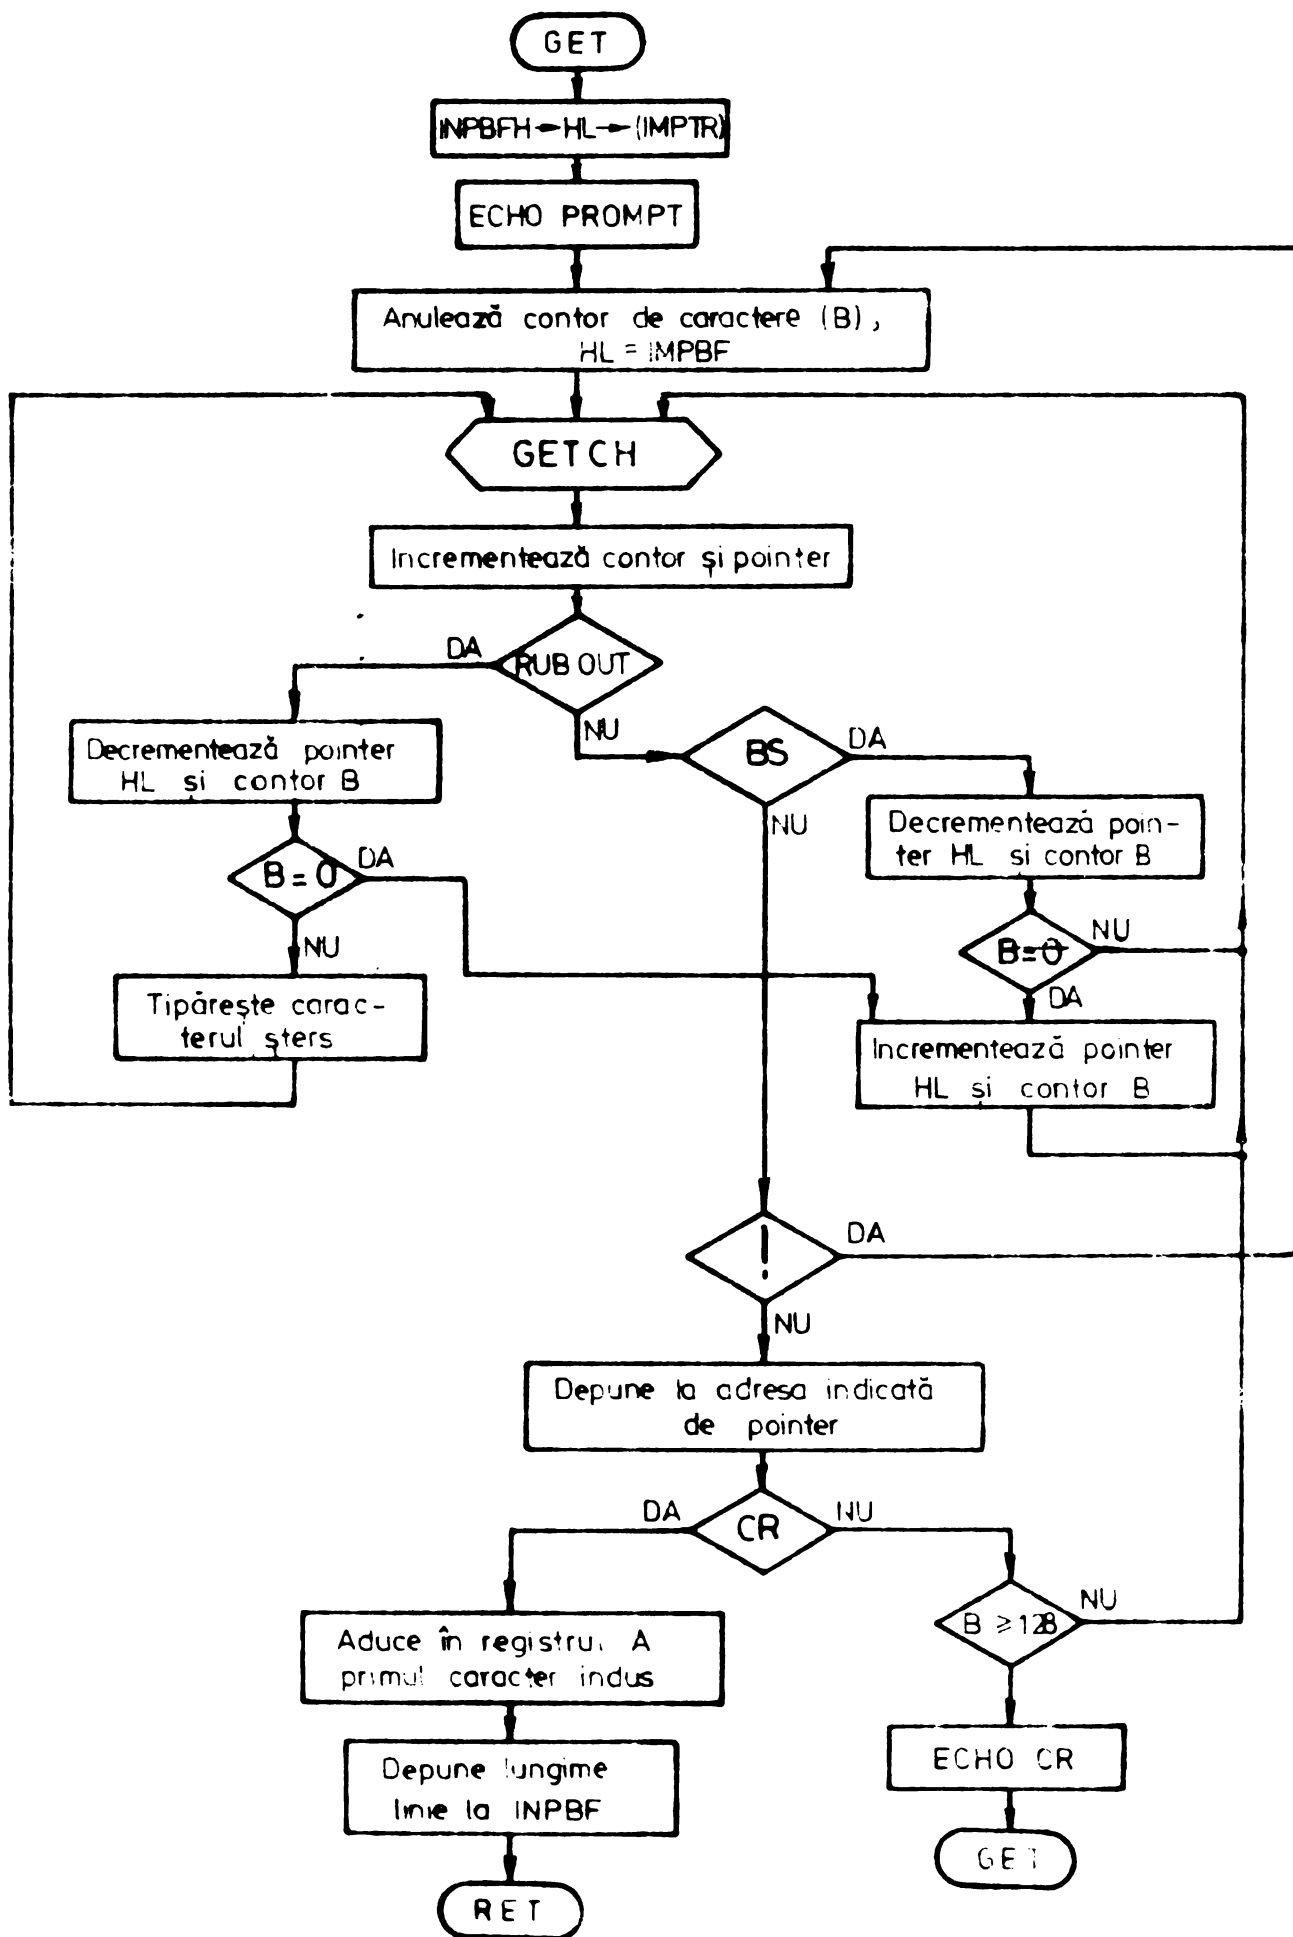 GET
INPBFH→HL→(IMPTR)
ECHO PROMPT
Anulează contor de caractere (B),
HL = IMPBF
GETCH
Incrementează contor și pointer
RUBOUT
DA
NU
Decrementează pointer
HL și contor B
BS
DA
NU
Decrementează poin-
ter HL și contor B
B = 0
DA
NU
B=0
NU
DA
Tipărește carac-
terul șters
Incrementează pointer
HL și contor B
!
DA
NU
Depune la adresa indicată
de pointer
CR
DA
NU
B ≥ 128
NU
Aduce în registrul A
primul caracter indus
ECHO CR
Depune lungime
linie la INPBF
GET
RET